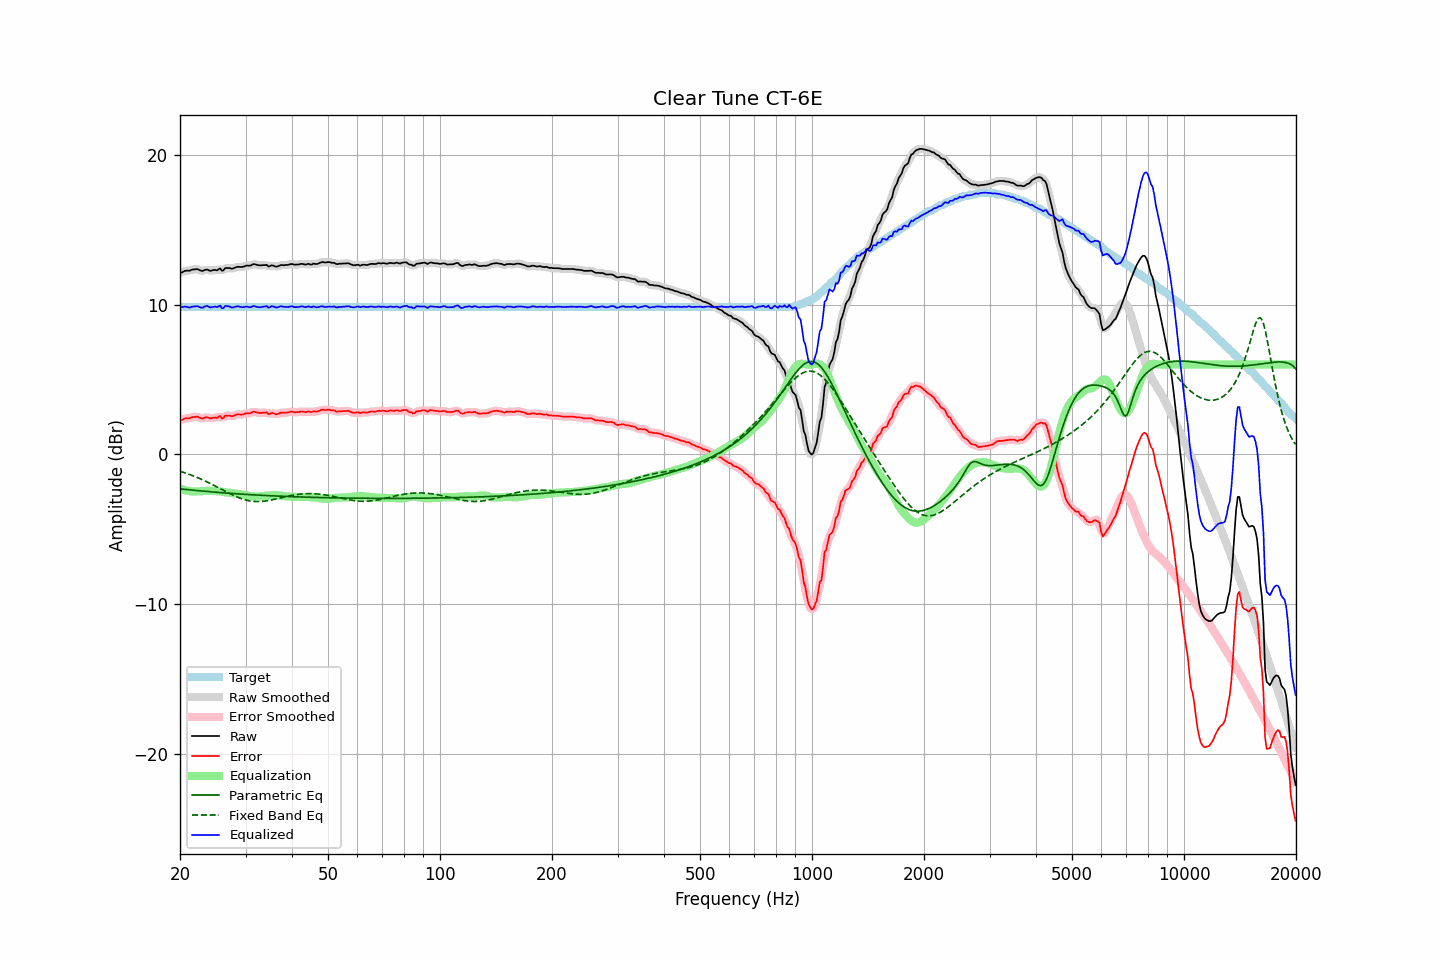 Clear Tune CT-6E
Amplitude (dBr)
20
10
0
−10
−20
Target
Raw Smoothed
Error Smoothed
Raw
Error
Equalization
Parametric Eq
Fixed Band Eq
Equalized
20 50 100 200 500 1000 2000 5000 10000 20000
Frequency (Hz)